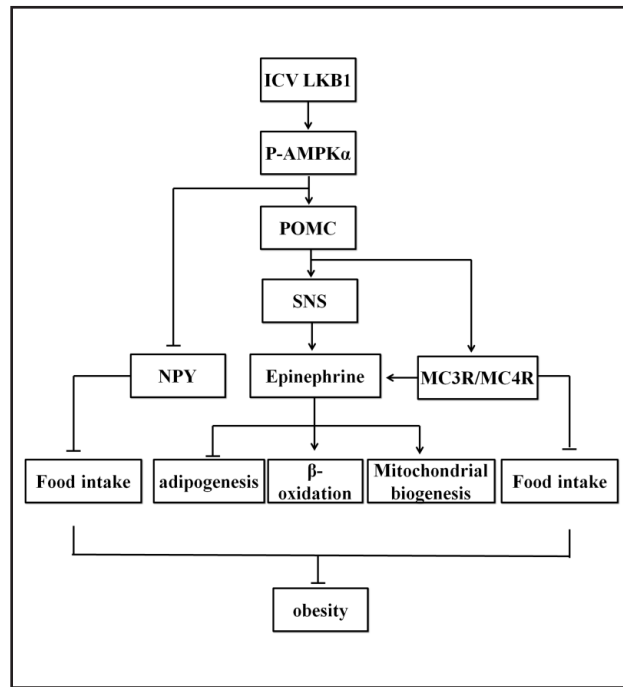 ICV LKB1
P-AMPKα
POMC
SNS
NPY
Epinephrine
MC3R/MC4R
Food intake
adipogenesis
β-
oxidation
Mitochondrial
biogenesis
Food intake
obesity